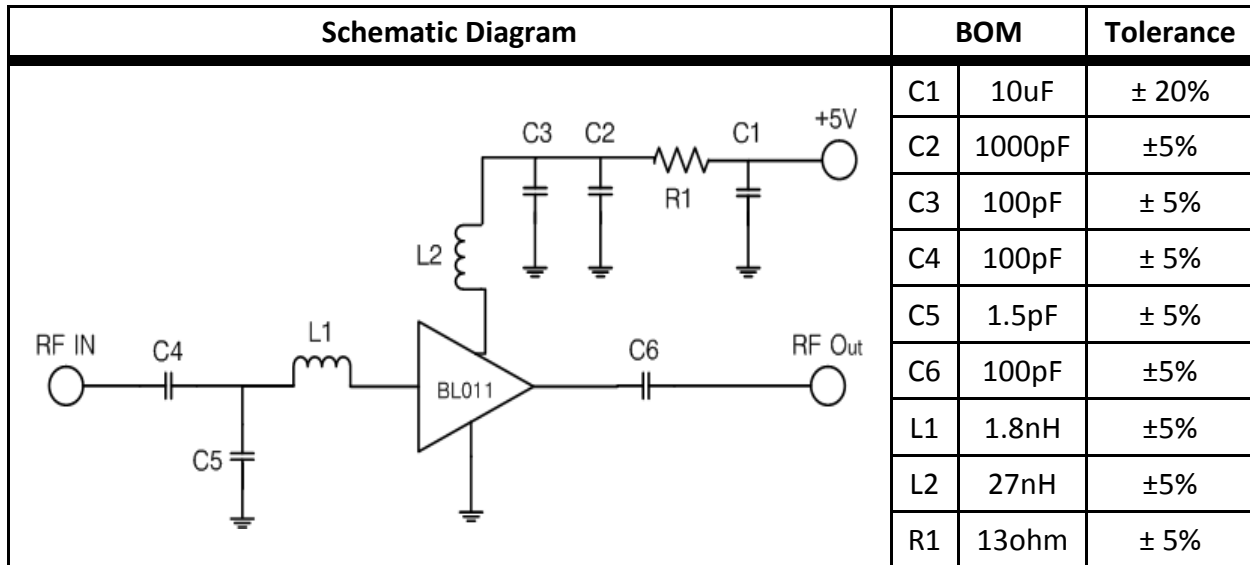 Schematic Diagram BOM Tolerance
C1 10uF ± 20%
C2 1000pF ±5%
C3 100pF ± 5%
C4 100pF ± 5%
C5 1.5pF ± 5%
C6 100pF ±5%
L1 1.8nH ±5%
L2 27nH ±5%
R1 13ohm ± 5%
C3 C2 C1 +5V
R1
L2
RF IN C4 L1 C6 RF Out
BL011
C5